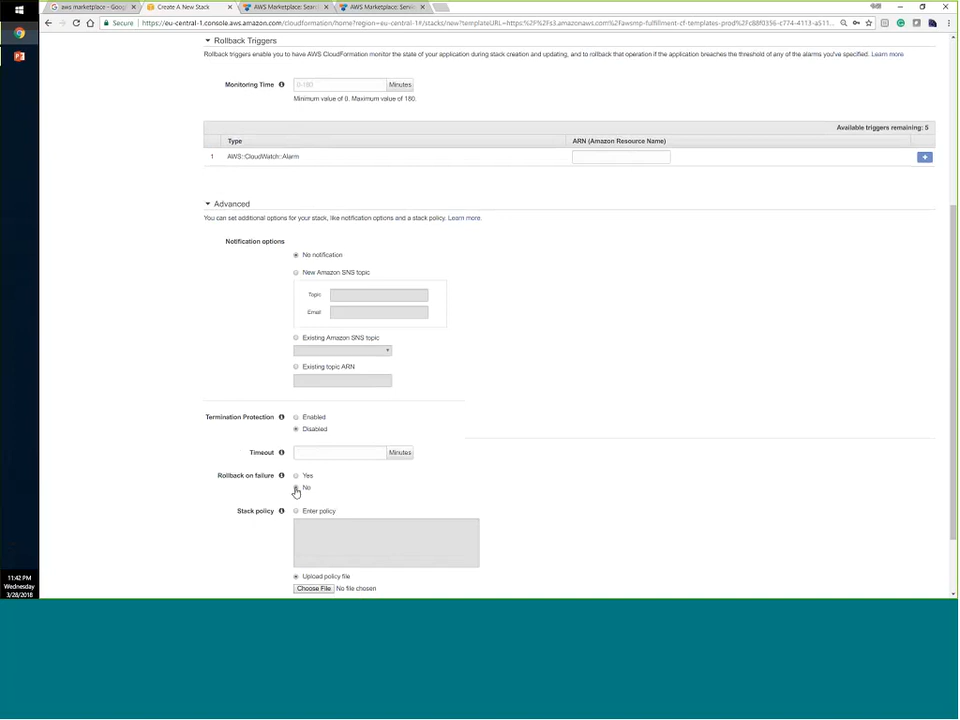 aws marketplace - Goog
Create A New Stack
AWS Marketplace: Sear
AWS Marketplace: Servi
Secure
https://eu-central-1.console.aws.amazon.com/cloudformation/home?region=eu-central-1#/stacks/new?templateURL=https:%2F%2Fs3.amazonaws.com%2Fawsmp-fulfillment-cf-templates-prod%2Fc88f0356-c774-4113-a511...
Rollback Triggers
Rollback triggers enable you to have AWS CloudFormation monitor the state of your application during stack creation and updating, and to rollback that operation if the application breaches the threshold of any of the alarms you've specified. Learn more
Monitoring Time
0-180
Minutes
Minimum value of 0. Maximum value of 180.
Available triggers remaining: 5
Type
ARN (Amazon Resource Name)
1
AWS::CloudWatch::Alarm
Advanced
You can set additional options for your stack, like notification options and a stack policy. Learn more.
Notification options
No notification
New Amazon SNS topic
Topic
Email
Existing Amazon SNS topic
Existing topic ARN
Termination Protection
Enabled
Disabled
Timeout
Minutes
Rollback on failure
Yes
No
Stack policy
Enter policy
Upload policy file
Choose File No file chosen
11:42 PM
Wednesday
3/28/2018